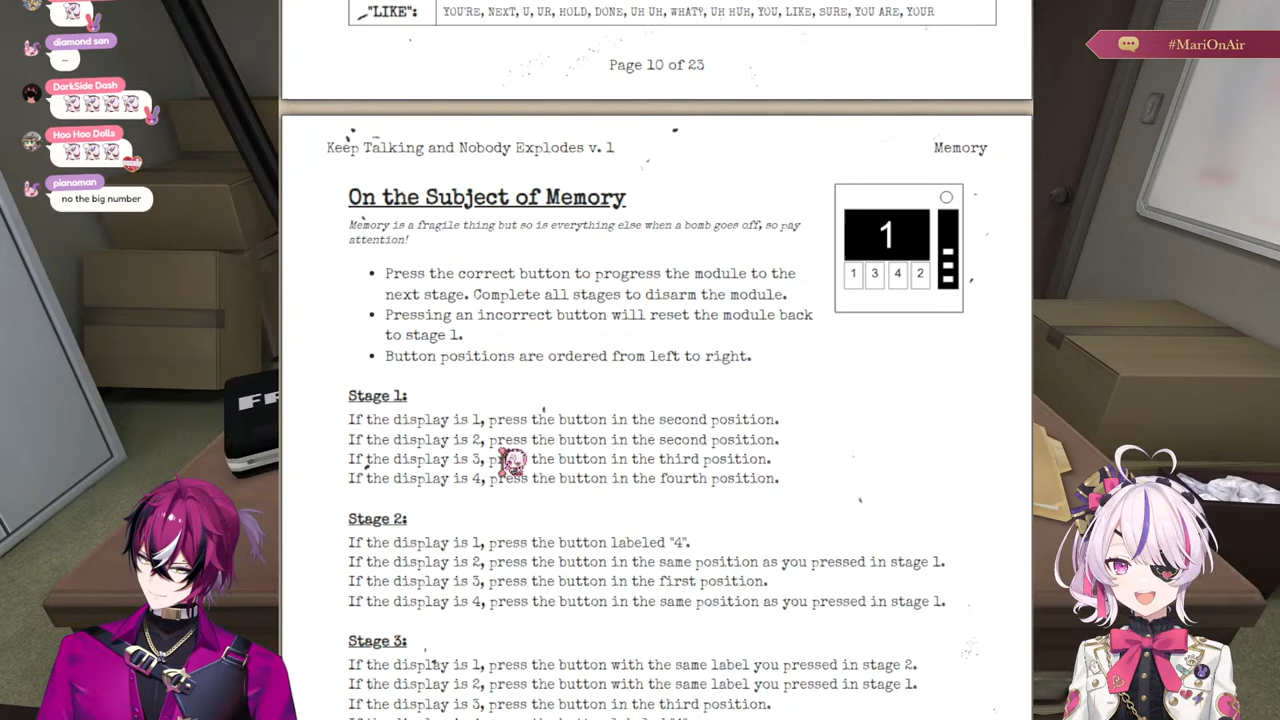 diamond san
...
DarkSide Dash
Hoo Hoo Dolls
pianoman
no the big number
#MariOnAir
"LIKE": YOU'RE, NEXT, U, UR, HOLD, DONE, UH UH, WHAT?, UH HUH, YOU, LIKE, SURE, YOU ARE, YOUR
Page 10 of 23
Keep Talking and Nobody Explodes v. 1
Memory
On the Subject of Memory
Memory is a fragile thing but so is everything else when a bomb goes off, so pay
attention!
1
1 3 4 2
• Press the correct button to progress the module to the
next stage. Complete all stages to disarm the module.
• Pressing an incorrect button will reset the module back
to stage 1.
• Button positions are ordered from left to right.
Stage 1:
If the display is 1, press the button in the second position.
If the display is 2, press the button in the second position.
If the display is 3, the button in the third position.
If the display is 4, press the button in the fourth position.
Stage 2:
If the display is 1, press the button labeled "4".
If the display is 2, press the button in the same position as you pressed in stage 1.
If the display is 3, press the button in the first position.
If the display is 4, press the button in the same position as you pressed in stage 1.
Stage 3:
If the display is 1, press the button with the same label you pressed in stage 2.
If the display is 2, press the button with the same label you pressed in stage 1.
If the display is 3, press the button in the third position.